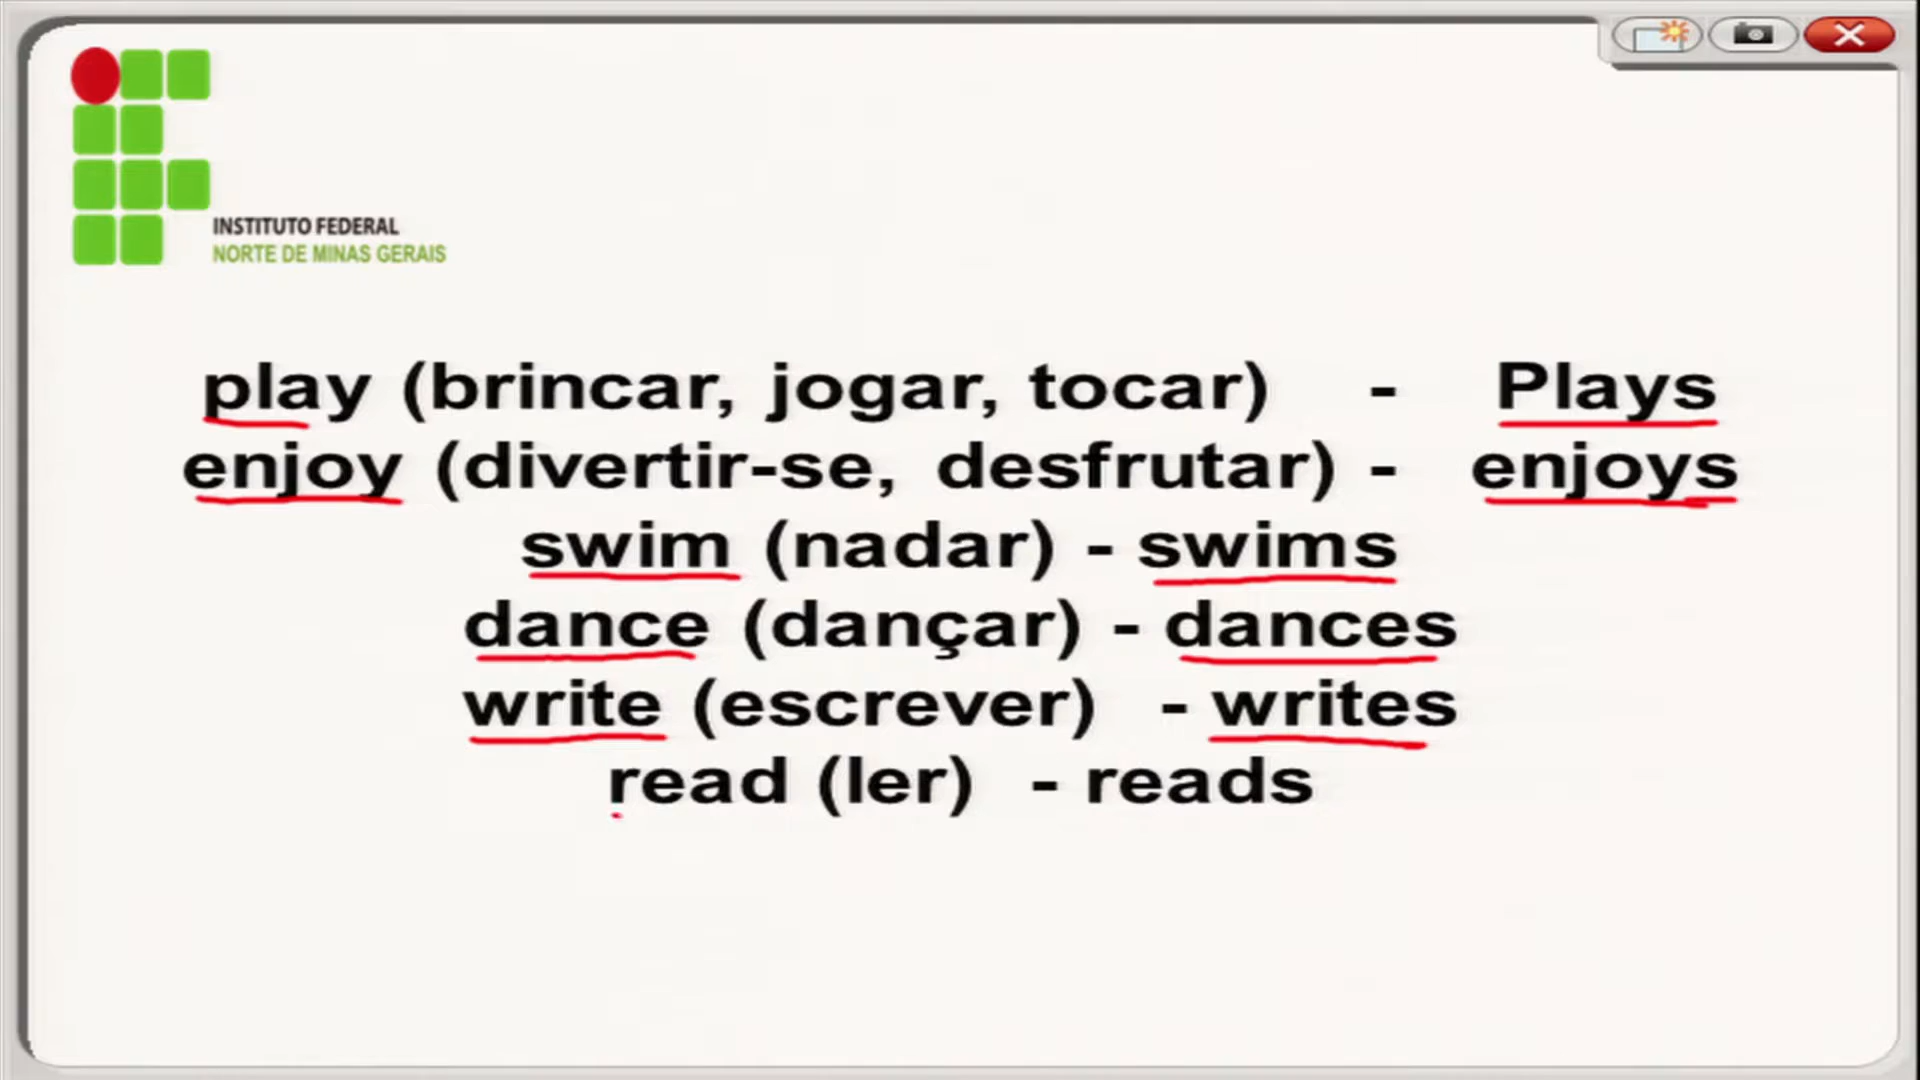 INSTITUTO FEDERAL
NORTE DE MINAS GERAIS
play (brincar, jogar, tocar) - Plays
enjoy (divertir-se, desfrutar) - enjoys
swim (nadar) - swims
dance (dançar) - dances
write (escrever) - writes
read (ler) - reads